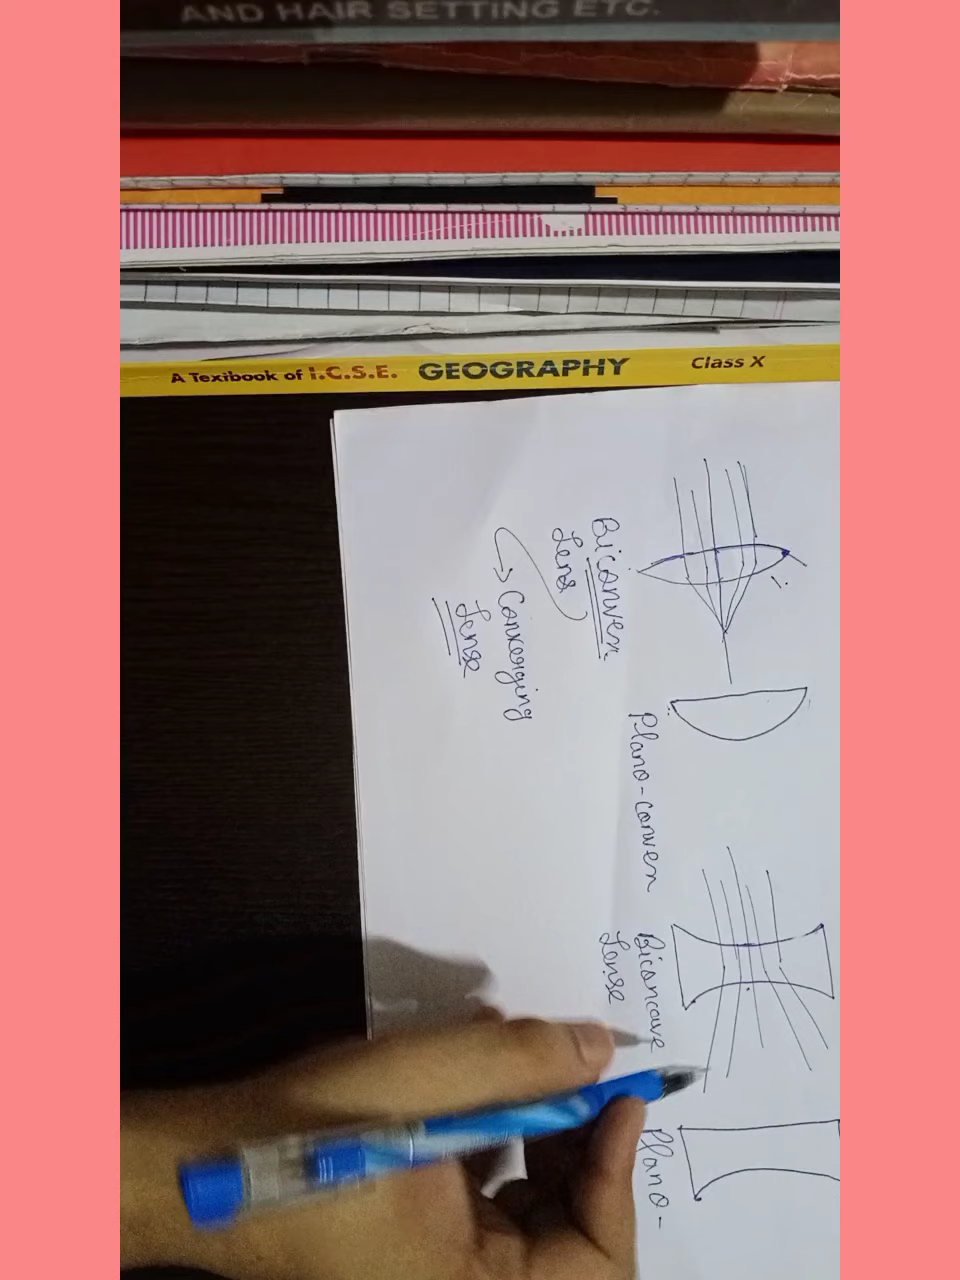 AND HAIR SETTING ETC.
A Textbook of I.C.S.E. GEOGRAPHY Class X
Biconvex
Lens
→ Converging
Lense
Plano-convex
Biconcave
Lense
Plano-